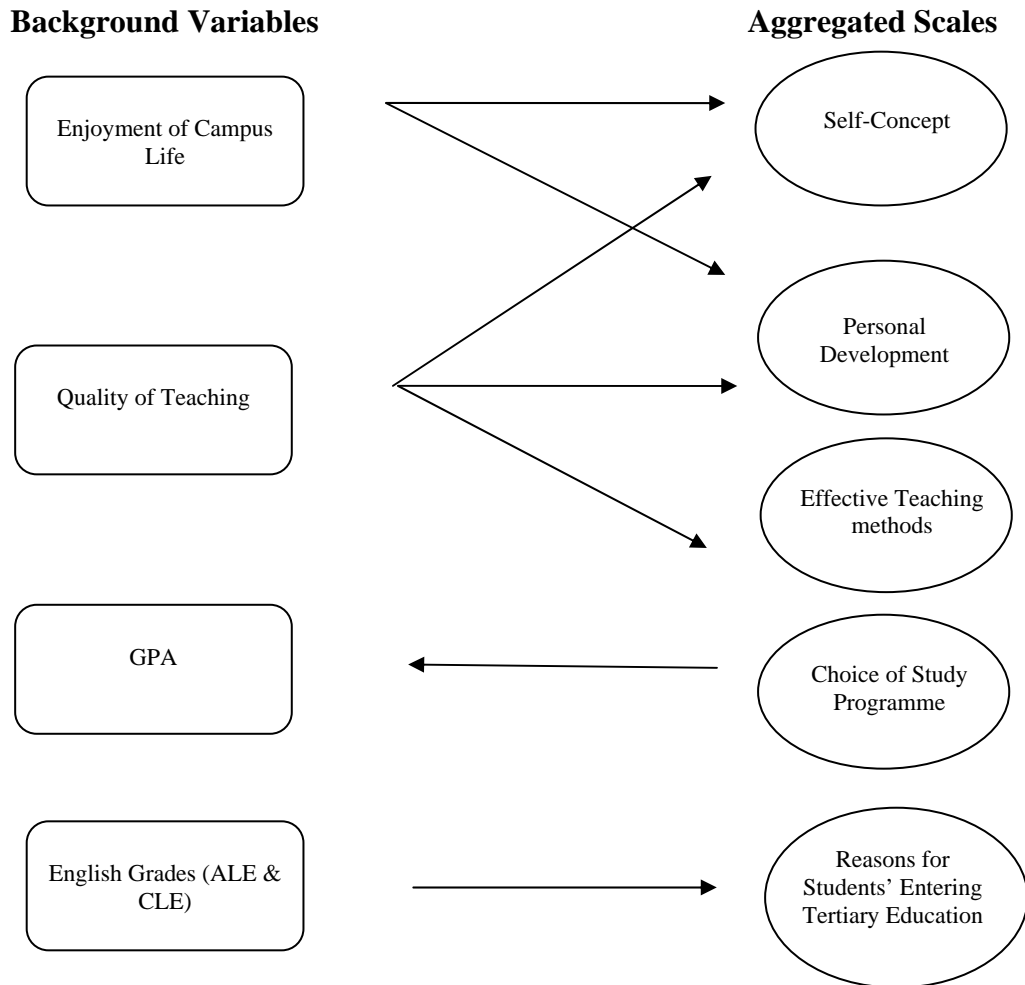 Background Variables
Aggregated Scales
Enjoyment of Campus
Life
Self-Concept
Personal
Development
Quality of Teaching
Effective Teaching
methods
GPA
Choice of Study
Programme
English Grades (ALE &
CLE)
Reasons for
Students’ Entering
Tertiary Education